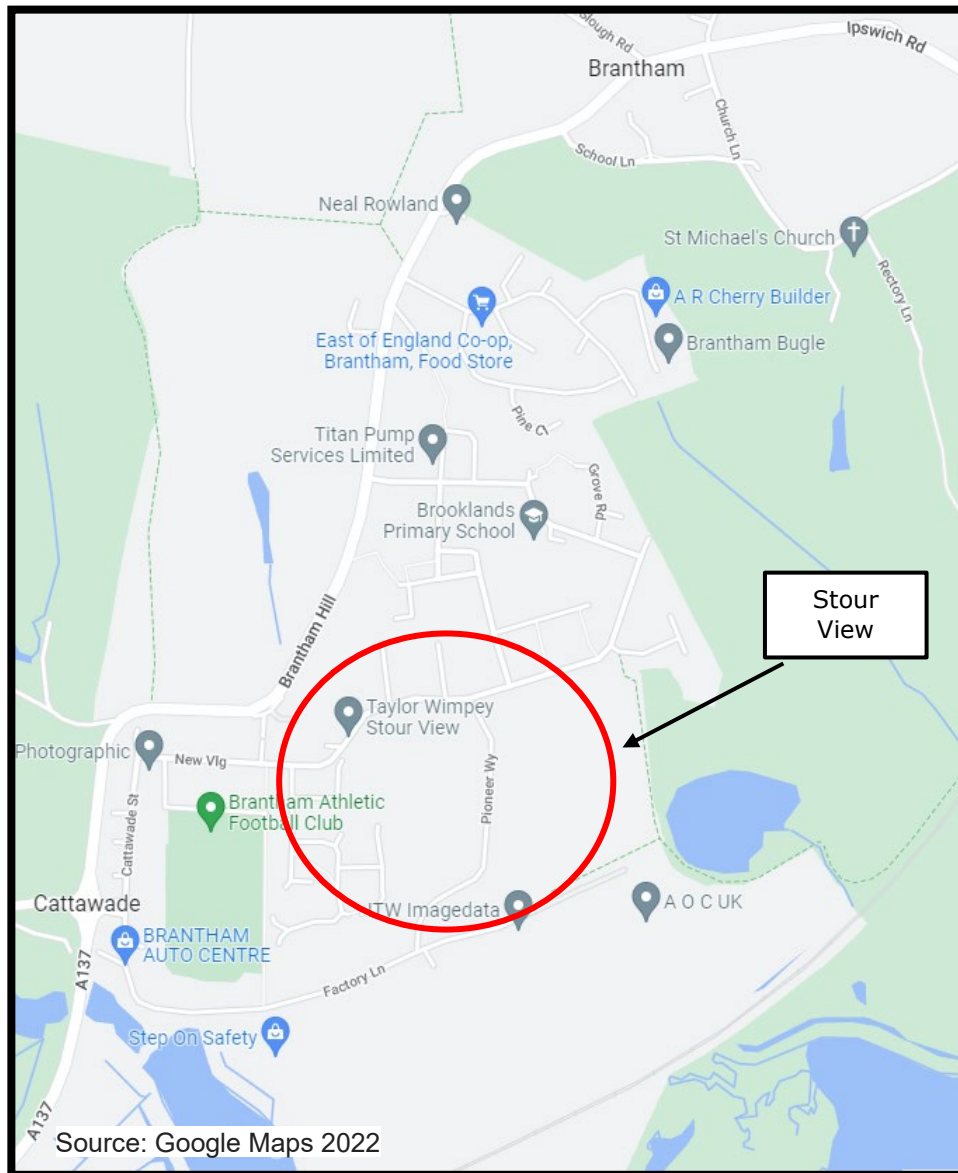 Slough Rd
Ipswich Rd
Brantham
School Ln
Church Ln
Neal Rowland
St Michael's Church
Rectory Ln
A R Cherry Builder
East of England Co-op,
Brantham, Food Store
Brantham Bugle
Pine C
Titan Pump
Services Limited
Grove Rd
Brooklands
Primary School
Stour
View
Brantham Hill
Taylor Wimpey
Stour View
Photographic
New Vlg
Pioneer Wy
Brantham Athletic
Football Club
Cattawade St
Cattawade
ITW Imagedata
A O C UK
BRANTHAM
AUTO CENTRE
A137
Factory Ln
Step On Safety
A137
Source: Google Maps 2022